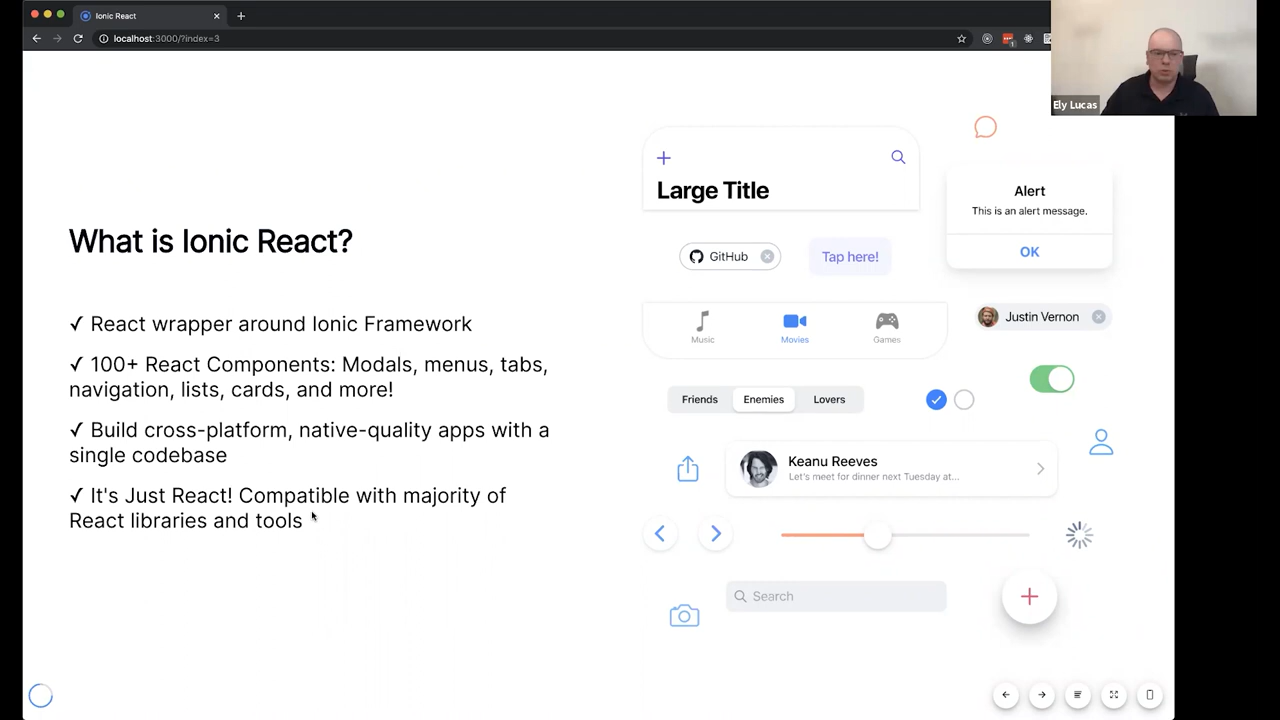 Ionic React
localhost:3000/?index=3
1
Ely Lucas
What is Ionic React?
✓ React wrapper around Ionic Framework
✓ 100+ React Components: Modals, menus, tabs,
navigation, lists, cards, and more!
✓ Build cross-platform, native-quality apps with a
single codebase
✓ It's Just React! Compatible with majority of
React libraries and tools
Large Title
Alert
This is an alert message.
OK
GitHub
Tap here!
Justin Vernon
Music
Movies
Games
Friends
Enemies
Lovers
Keanu Reeves
Let's meet for dinner next Tuesday at...
Search